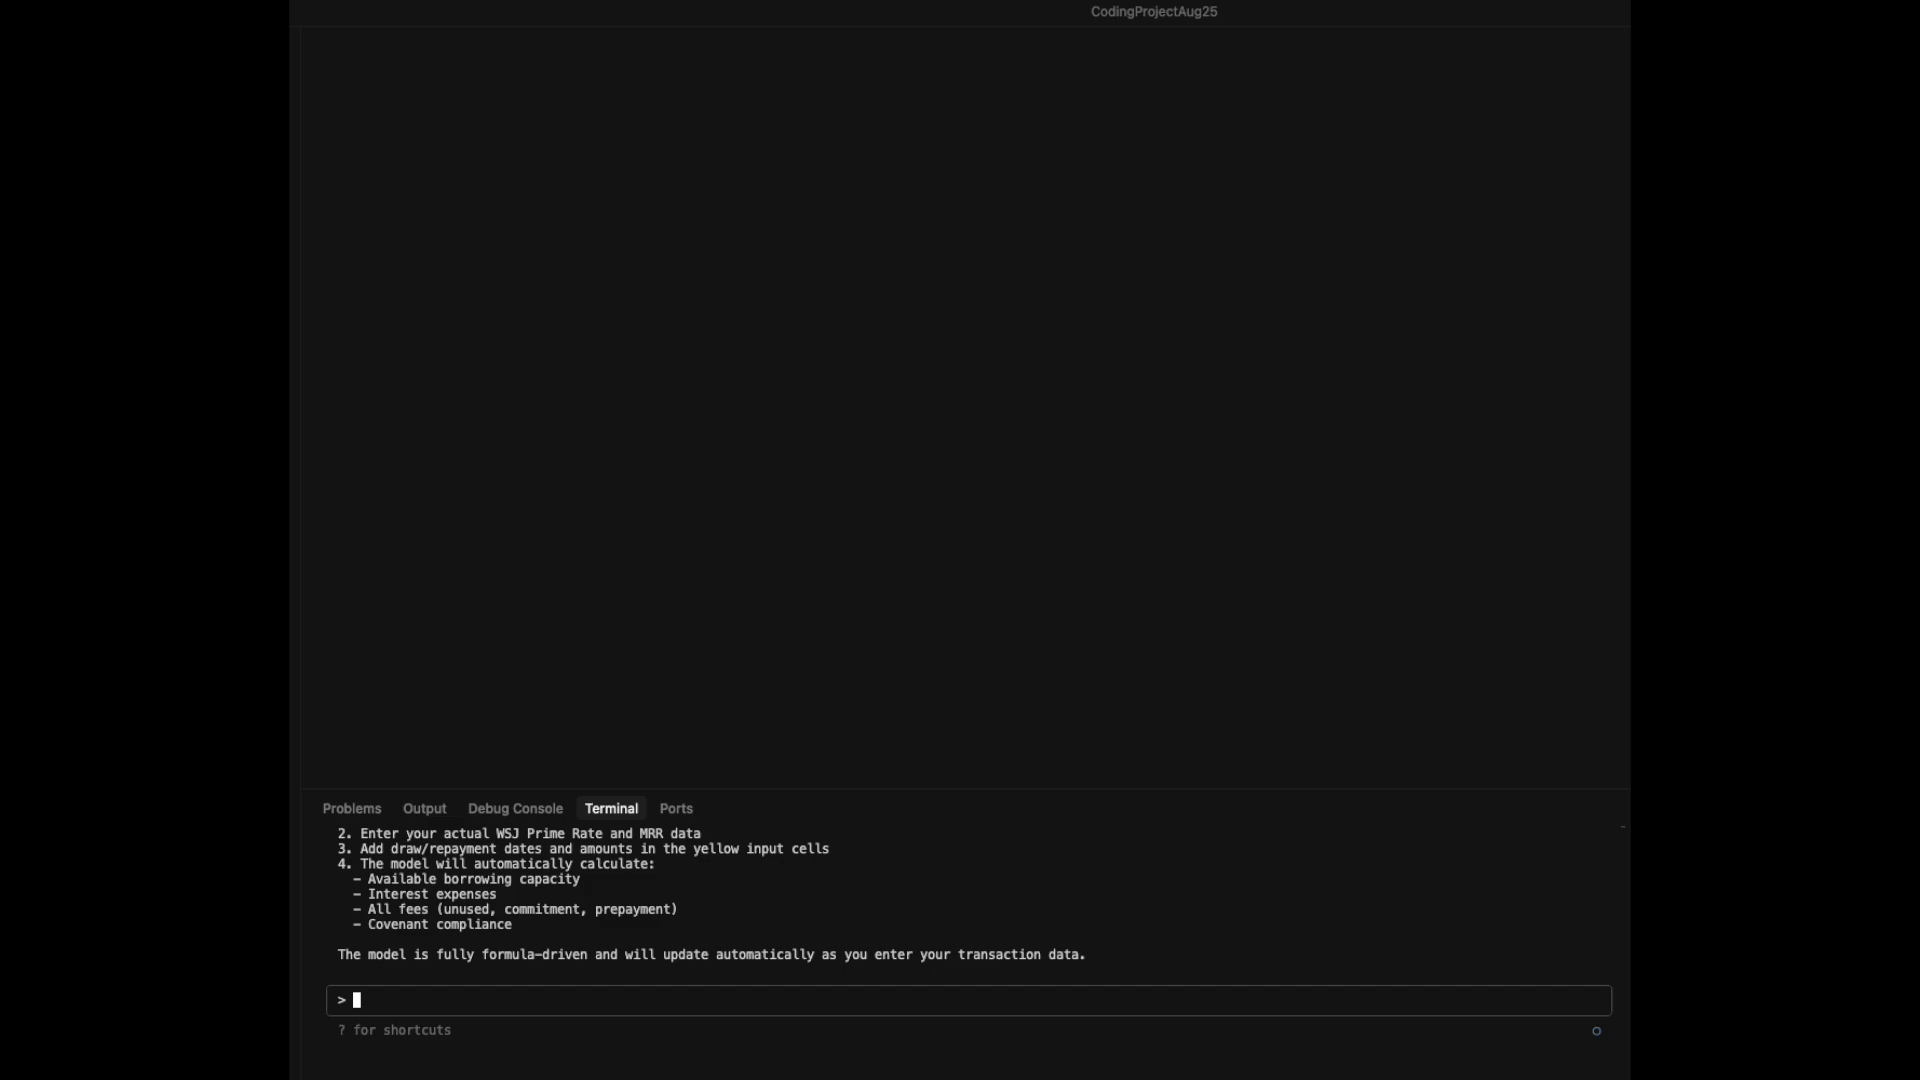 CodingProjectAug25
Problems Output Debug Console Terminal Ports
2. Enter your actual WSJ Prime Rate and MRR data
3. Add draw/repayment dates and amounts in the yellow input cells
4. The model will automatically calculate:
- Available borrowing capacity
- Interest expenses
- All fees (unused, commitment, prepayment)
- Covenant compliance
The model is fully formula-driven and will update automatically as you enter your transaction data.
>
? for shortcuts